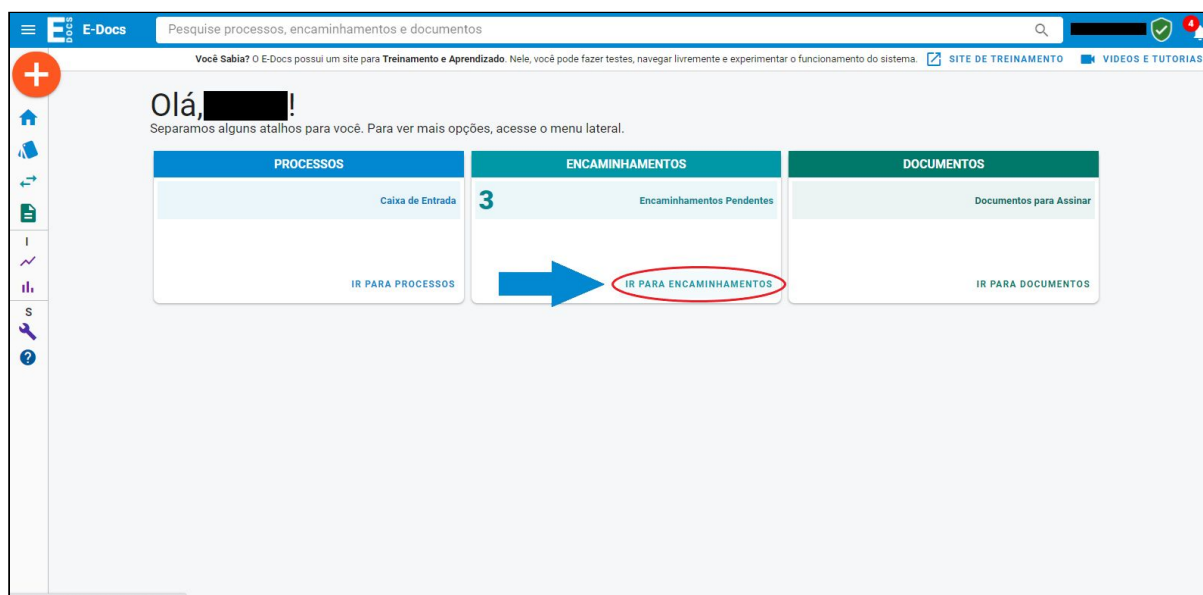 E DOCS E-Docs Pesquise processos, encaminhamentos e documentos 4
Você Sabia? O E-Docs possui um site para Treinamento e Aprendizado. Nele, você pode fazer testes, navegar livremente e experimentar o funcionamento do sistema. SITE DE TREINAMENTO VIDEOS E TUTORIAS
Olá, !
Separamos alguns atalhos para você. Para ver mais opções, acesse o menu lateral.
PROCESSOS ENCAMINHAMENTOS DOCUMENTOS
Caixa de Entrada 3 Encaminhamentos Pendentes Documentos para Assinar
I
IR PARA PROCESSOS IR PARA ENCAMINHAMENTOS IR PARA DOCUMENTOS
S